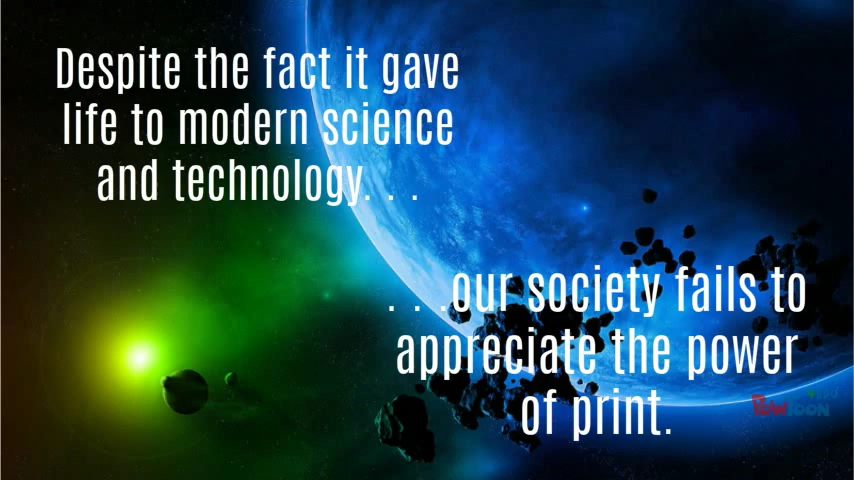 Despite the fact it gave
life to modern science
and technology. . .
. . .our society fails to
appreciate the power
of print.
POWTOON